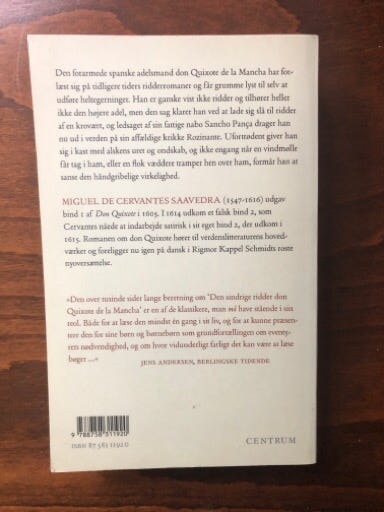 Den forarmede spanske adelsmand don Quixote de la Mancha har for-
læst sig på tidligere tiders ridderromaner og får grumme lyst til selv at
udføre heltegerninger. Han er ganske vist ikke ridder og tilhører heller
ikke den højere adel, men den sag klaret han ved at lade sig slå til ridder
af en krovært, og ledsaget af sin fattige nabo Sancho Pança drager han
nu ud i verden på sin affældige krikke Rozinante. Ufortrødent giver han
sig i kast med alskens uret og ondskab, og ikke engang når en vindmølle
får tag i ham, eller en flok væddere tramper hen over ham, formår han at
sanse den håndgribelige virkelighed.
MIGUEL DE CERVANTES SAAVEDRA (1547-1616) udgav
bind 1 af Don Quixote i 1605. I 1614 udkom et falsk bind 2, som
Cervantes nåede at indarbejde satirisk i sit eget bind 2, der udkom i
1615. Romanen om don Quixote hører til verdenslitteraturens hoved-
værker og foreligger nu igen på dansk i Rigmor Kappel Schmidts roste
nyoversættelse.
»Den over tusinde sider lange beretning om 'Den sindrige ridder don
Quixote de la Mancha' er en af de klassikere, man må have stående i sin
reol. Både for at læse den mindst én gang i sit liv, og for at kunne præsen-
tere den for sine børn og børnebørn som grundfortællingen om eventy-
rets nødvendighed, og om hvor vidunderligt farligt det kan være at læse
bøger ...«
JENS ANDERSEN, BERLINGSKE TIDENDE
9 788758 311920
ISBN 87 583 1192 0
CENTRUM